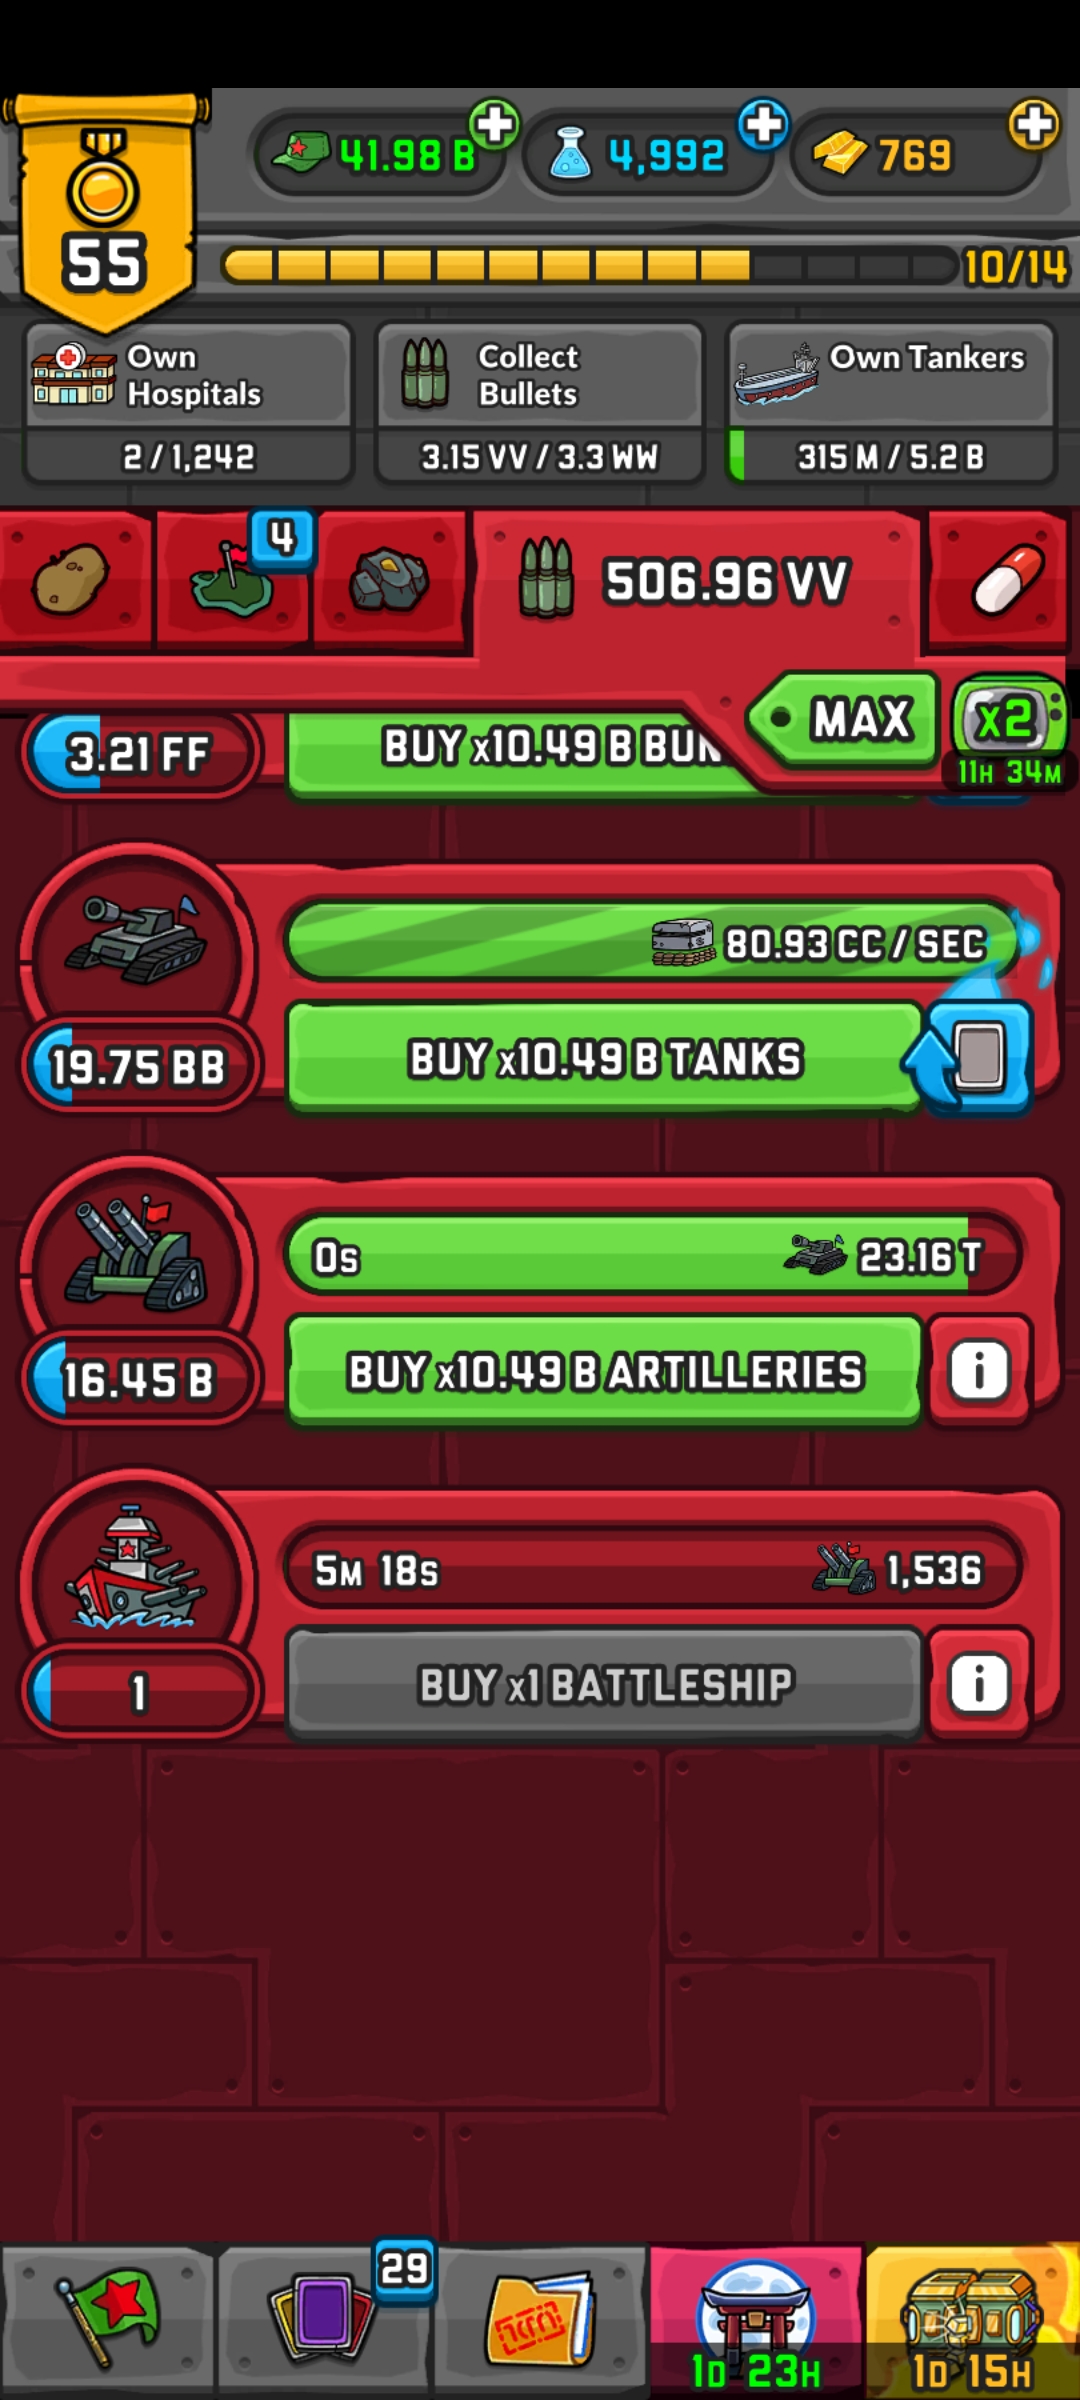 41.98 B
4,992
769
55
10/14
Own
Hospitals
2 / 1,242
Collect
Bullets
3.15 VV / 3.3 WW
Own Tankers
315 M / 5.2 B
4
506.96 VV
MAX
x2
11H 34M
3.21 FF
BUY x10.49 B BUN
80.93 CC / SEC
19.75 BB
BUY x10.49 B TANKS
0s
23.16 T
16.45 B
BUY x10.49 B ARTILLERIES
i
5M 18s
1,536
1
BUY x1 BATTLESHIP
i
29
1D 23H
1D 15H